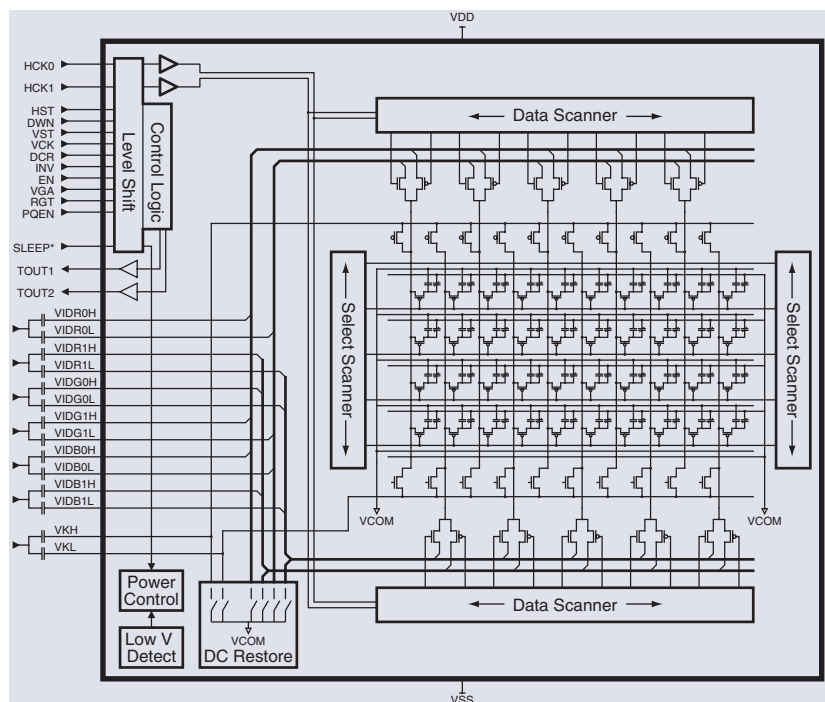 VDD
HCK0
HCK1
HST
DWN
VST
VCK
DCR
INV
EN
VGA
RGT
PQEN
SLEEP*
TOUT1
TOUT2
Level Shift
Control Logic
← Data Scanner →
← Select Scanner →
← Select Scanner →
VIDR0H
VIDR0L
VIDR1H
VIDR1L
VIDG0H
VIDG0L
VIDG1H
VIDG1L
VIDB0H
VIDB0L
VIDB1H
VIDB1L
VKH
VKL
VCOM
VCOM
Power
Control
Low V
Detect
VCOM
DC Restore
← Data Scanner →
VSS